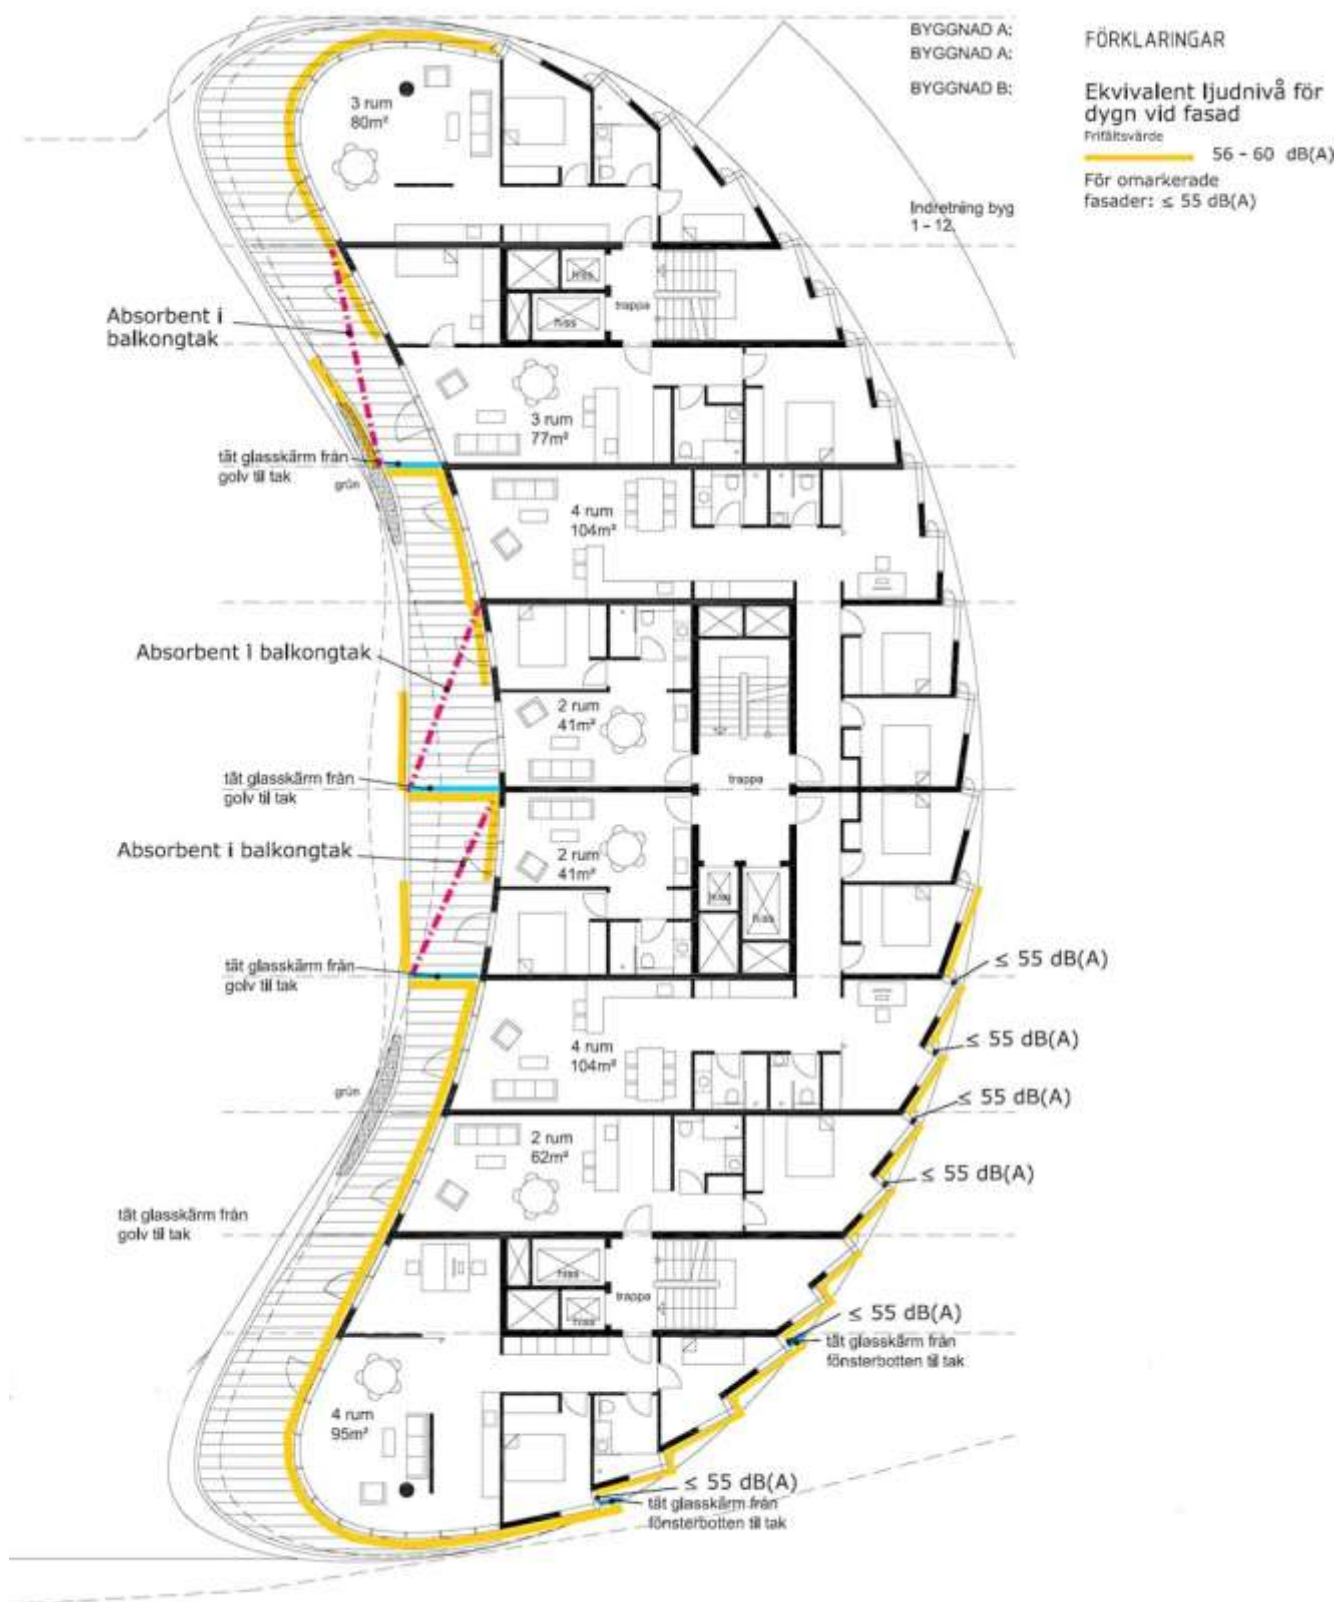 BYGGNAD A:
BYGGNAD A:
BYGGNAD B:
FÖRKLARINGAR
Ekvivalent ljudnivå för
dygn vid fasad
Frifältsvärde
56 - 60 dB(A)
För omarkerade
fasader: ≤ 55 dB(A)
Indretning byg
1 - 12.
3 rum
80m²
hiss
hiss
trappa
Absorbent i
balkongtak
3 rum
77m²
tät glasskärm från
golv til tak
grün
4 rum
104m²
Absorbent i balkongtak
2 rum
41m²
trappa
tät glasskärm från
golv til tak
Absorbent i balkongtak
2 rum
41m²
hiss
hiss
tät glasskärm från
golv til tak
≤ 55 dB(A)
4 rum
104m²
≤ 55 dB(A)
grün
≤ 55 dB(A)
2 rum
62m²
≤ 55 dB(A)
tät glasskärm från
golv til tak
hiss
hiss
trappa
≤ 55 dB(A)
tät glasskärm från
fönsterbotten til tak
4 rum
95m²
≤ 55 dB(A)
tät glasskärm från
fönsterbotten til tak